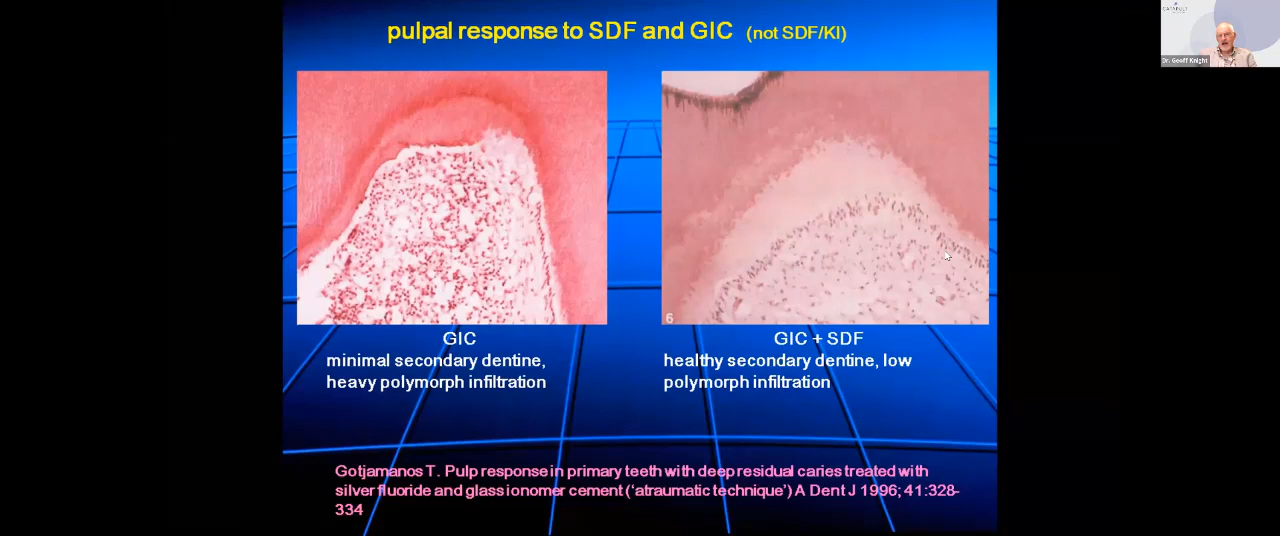 pulpal response to SDF and GIC (not SDF/KI)
CATAPULT
Dr. Geoff Knight
6
GIC
minimal secondary dentine,
heavy polymorph infiltration
GIC + SDF
healthy secondary dentine, low
polymorph infiltration
Gotjamanos T. Pulp response in primary teeth with deep residual caries treated with
silver fluoride and glass ionomer cement ('atraumatic technique') A Dent J 1996; 41:328-
334